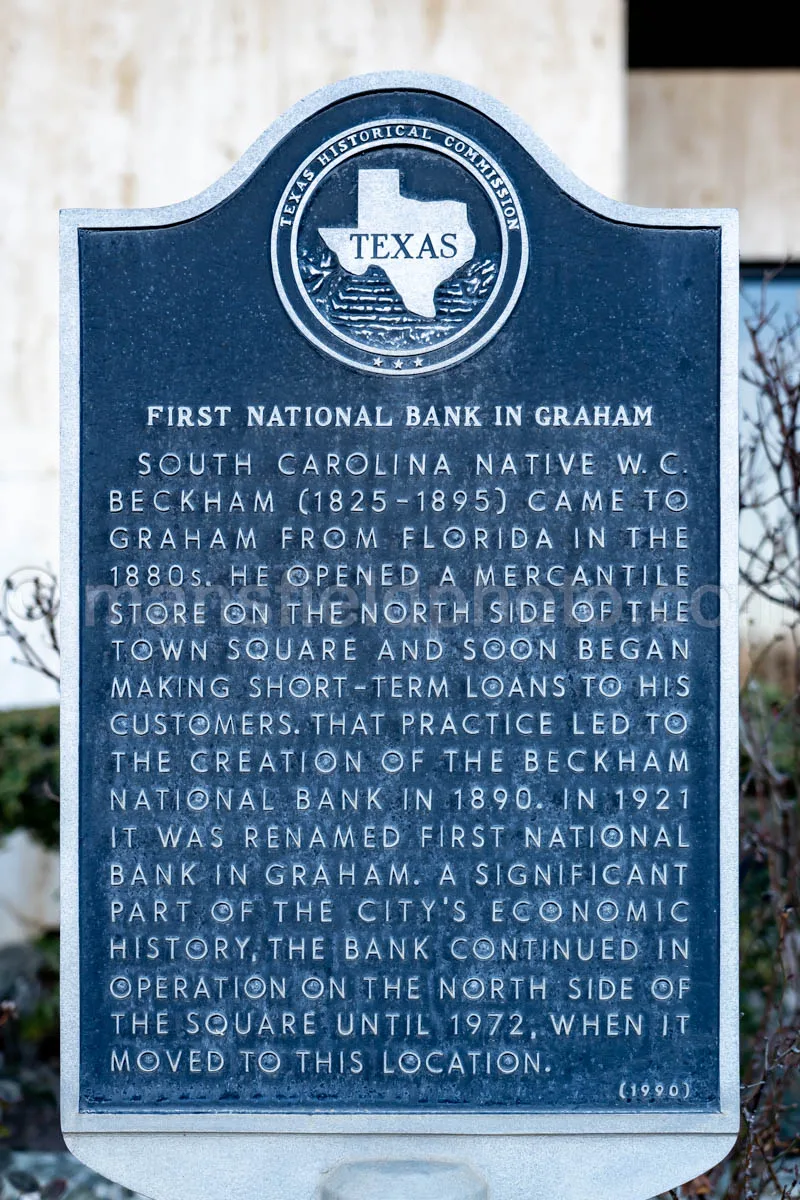 TEXAS HISTORICAL COMMISSION
TEXAS
FIRST NATIONAL BANK IN GRAHAM
SOUTH CAROLINA NATIVE W. C.
BECKHAM (1825-1895) CAME TO
GRAHAM FROM FLORIDA IN THE
1880s. HE OPENED A MERCANTILE
STORE ON THE NORTH SIDE OF THE
TOWN SQUARE AND SOON BEGAN
MAKING SHORT-TERM LOANS TO HIS
CUSTOMERS. THAT PRACTICE LED TO
THE CREATION OF THE BECKHAM
NATIONAL BANK IN 1890. IN 1921
IT WAS RENAMED FIRST NATIONAL
BANK IN GRAHAM. A SIGNIFICANT
PART OF THE CITY'S ECONOMIC
HISTORY, THE BANK CONTINUED IN
OPERATION ON THE NORTH SIDE OF
THE SQUARE UNTIL 1972, WHEN IT
MOVED TO THIS LOCATION.
(1990)
© mansfieldphoto.com